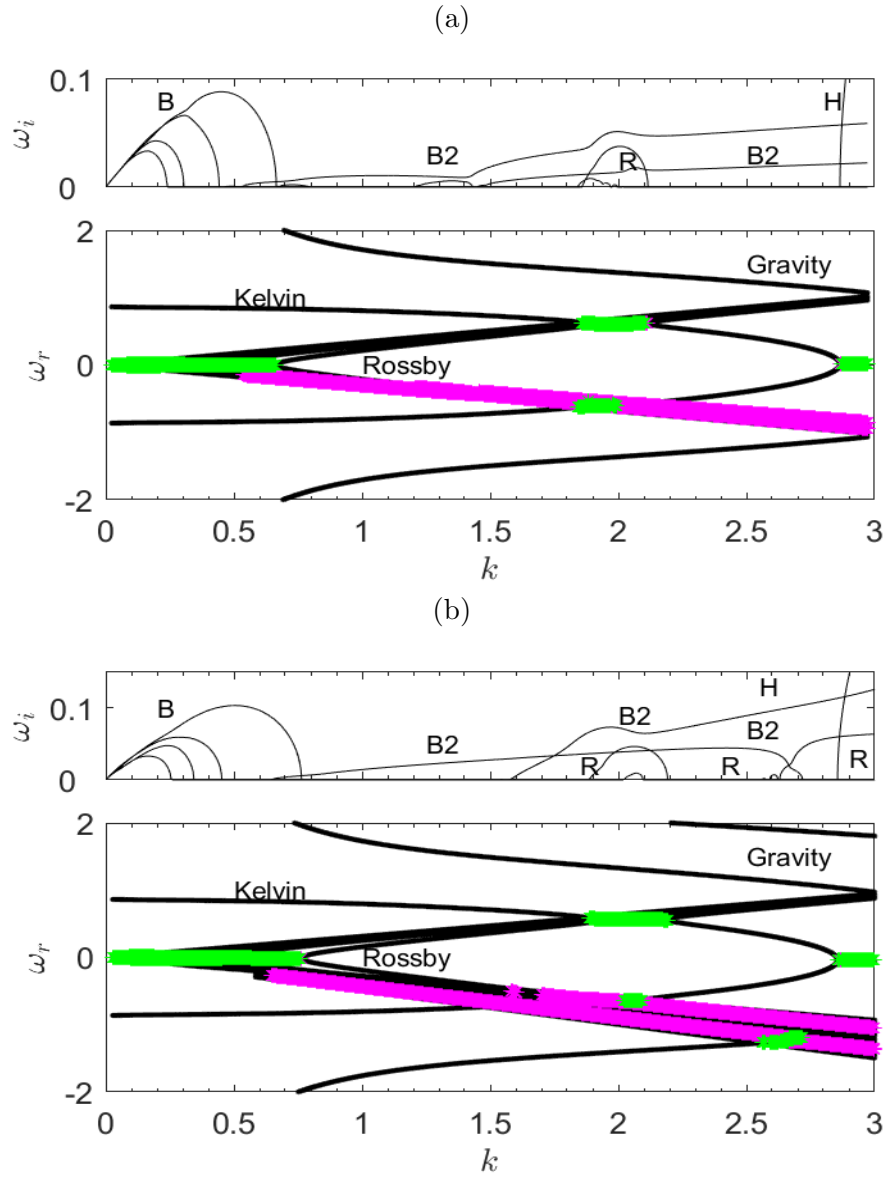 (a)
0.1
B
H
ω_i
B2
R
B2
0
2
Gravity
Kelvin
ω_r
0
Rossby
-2
0 0.5 1 1.5 2 2.5 3
k
(b)
H
B
B2
0.1
ω_i
B2
B2
R
R
R
0
2
Gravity
Kelvin
ω_r
0
Rossby
-2
0 0.5 1 1.5 2 2.5 3
k